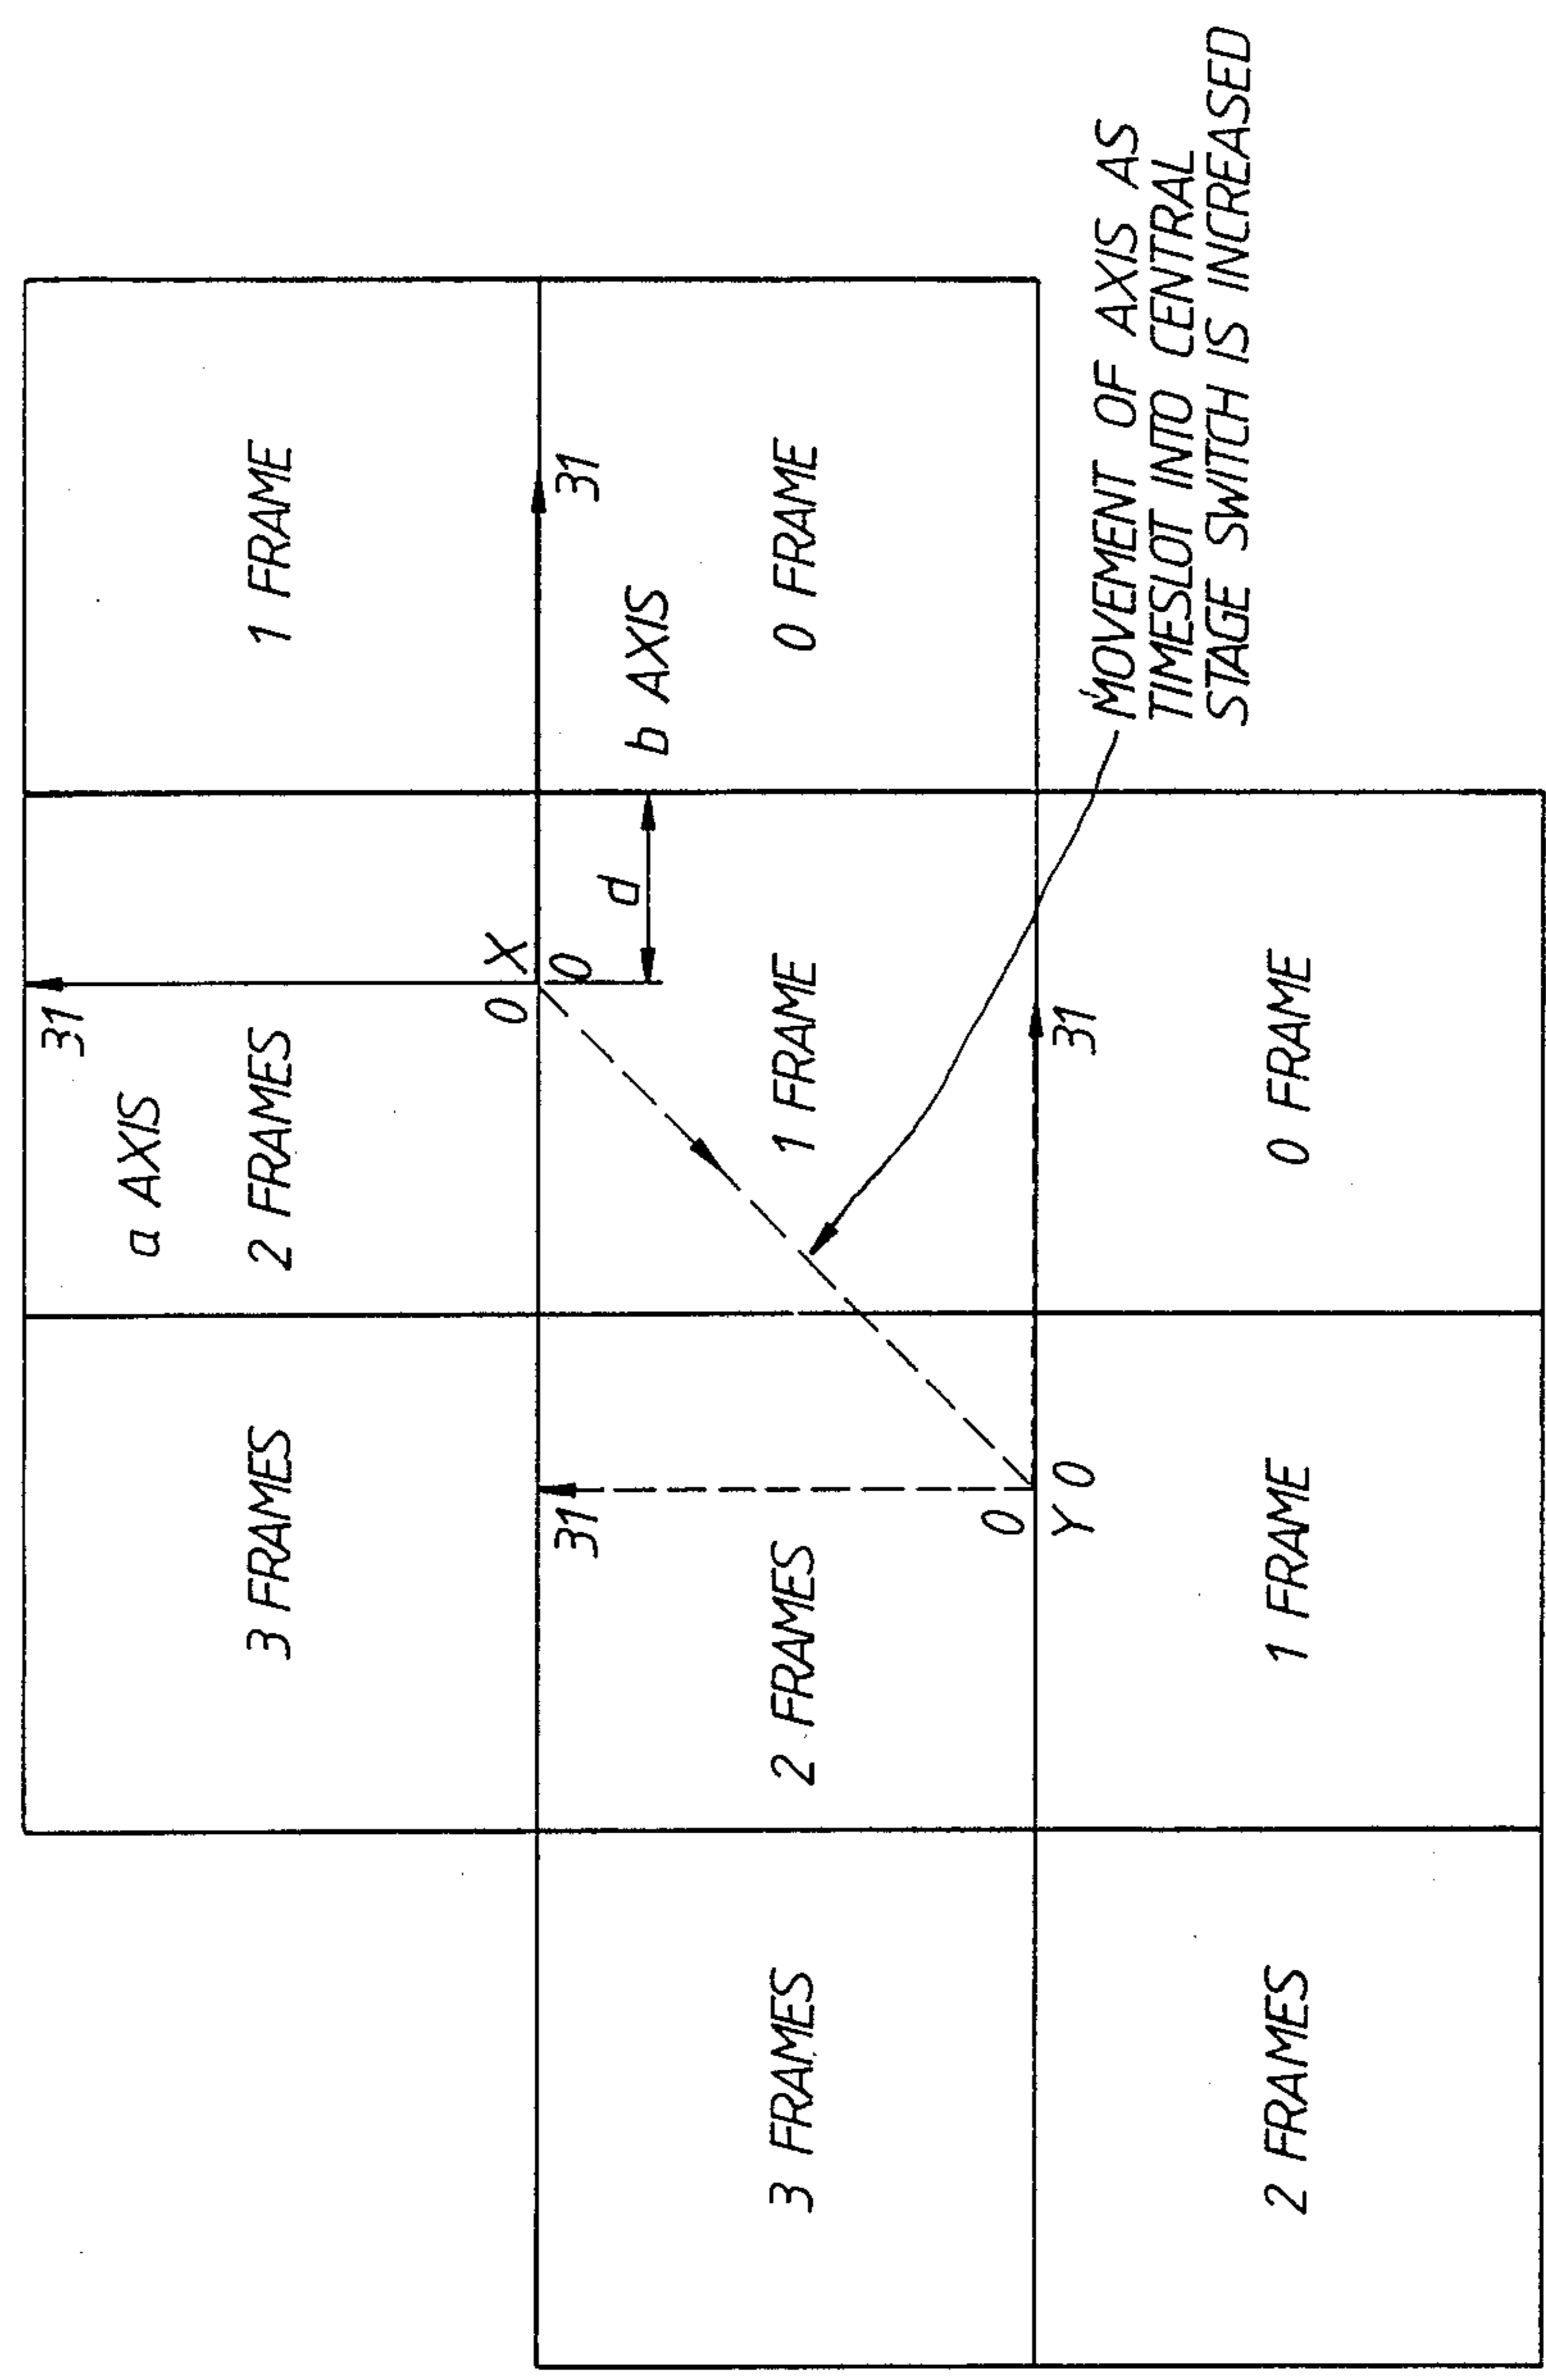 31
a AXIS
3 FRAMES
2 FRAMES
1 FRAME
0 X
31
0
31
d
b AXIS
3 FRAMES
2 FRAMES
1 FRAME
0 FRAME
0
Y 0
31
MOVEMENT OF AXIS AS
TIMESLOT INTO CENTRAL
STAGE SWITCH IS INCREASED
2 FRAMES
1 FRAME
0 FRAME